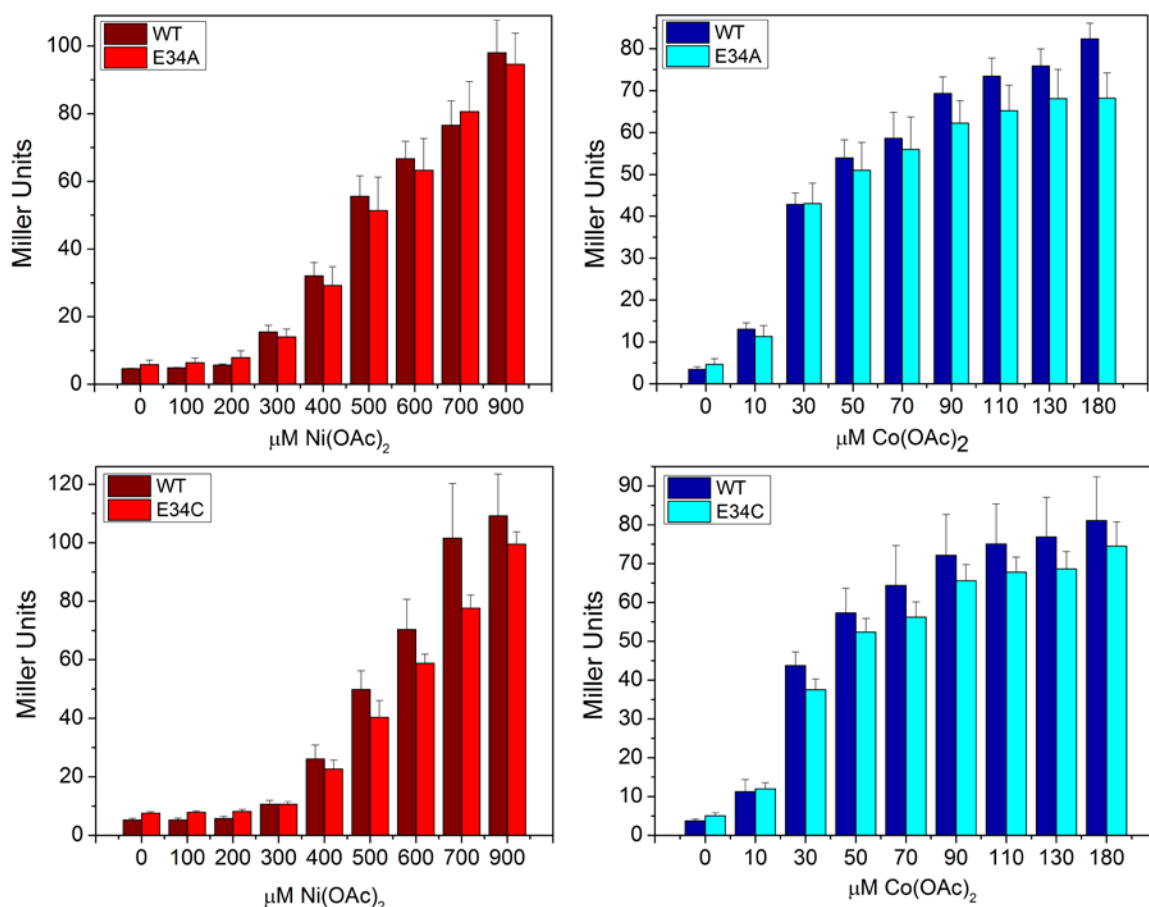 WT
E34A
Miller Units
100
80
60
40
20
0
0 100 200 300 400 500 600 700 900
μM Ni(OAc)2
WT
E34A
Miller Units
80
70
60
50
40
30
20
10
0
0 10 30 50 70 90 110 130 180
μM Co(OAc)2
WT
E34C
Miller Units
120
100
80
60
40
20
0
0 100 200 300 400 500 600 700 900
μM Ni(OAc)2
WT
E34C
Miller Units
90
80
70
60
50
40
30
20
10
0
0 10 30 50 70 90 110 130 180
μM Co(OAc)2